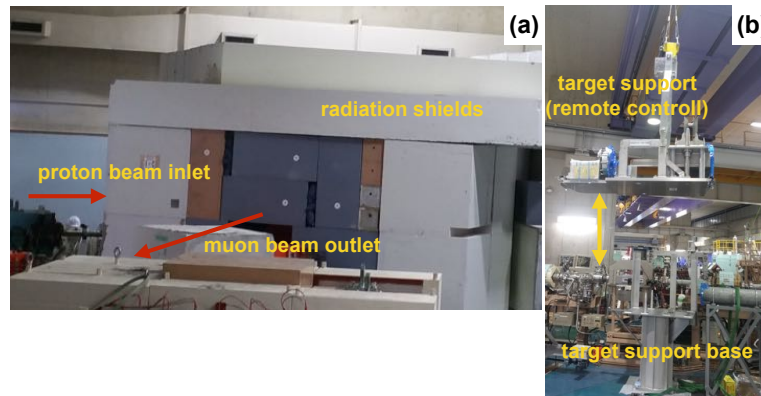 (a)
radiation shields
proton beam inlet
muon beam outlet
(b)
target support
(remote controll)
target support base